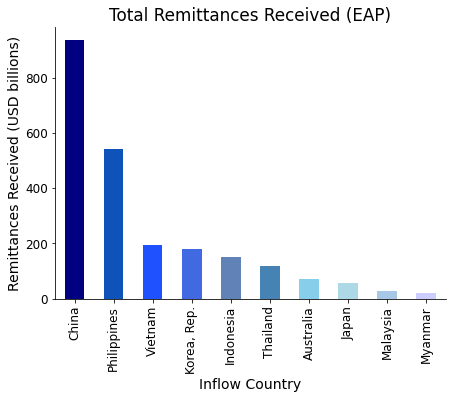 Total Remittances Received (EAP)
Remittances Received (USD billions)
800
600
400
200
0
China
Philippines
Vietnam
Korea, Rep.
Indonesia
Thailand
Australia
Japan
Malaysia
Myanmar
Inflow Country